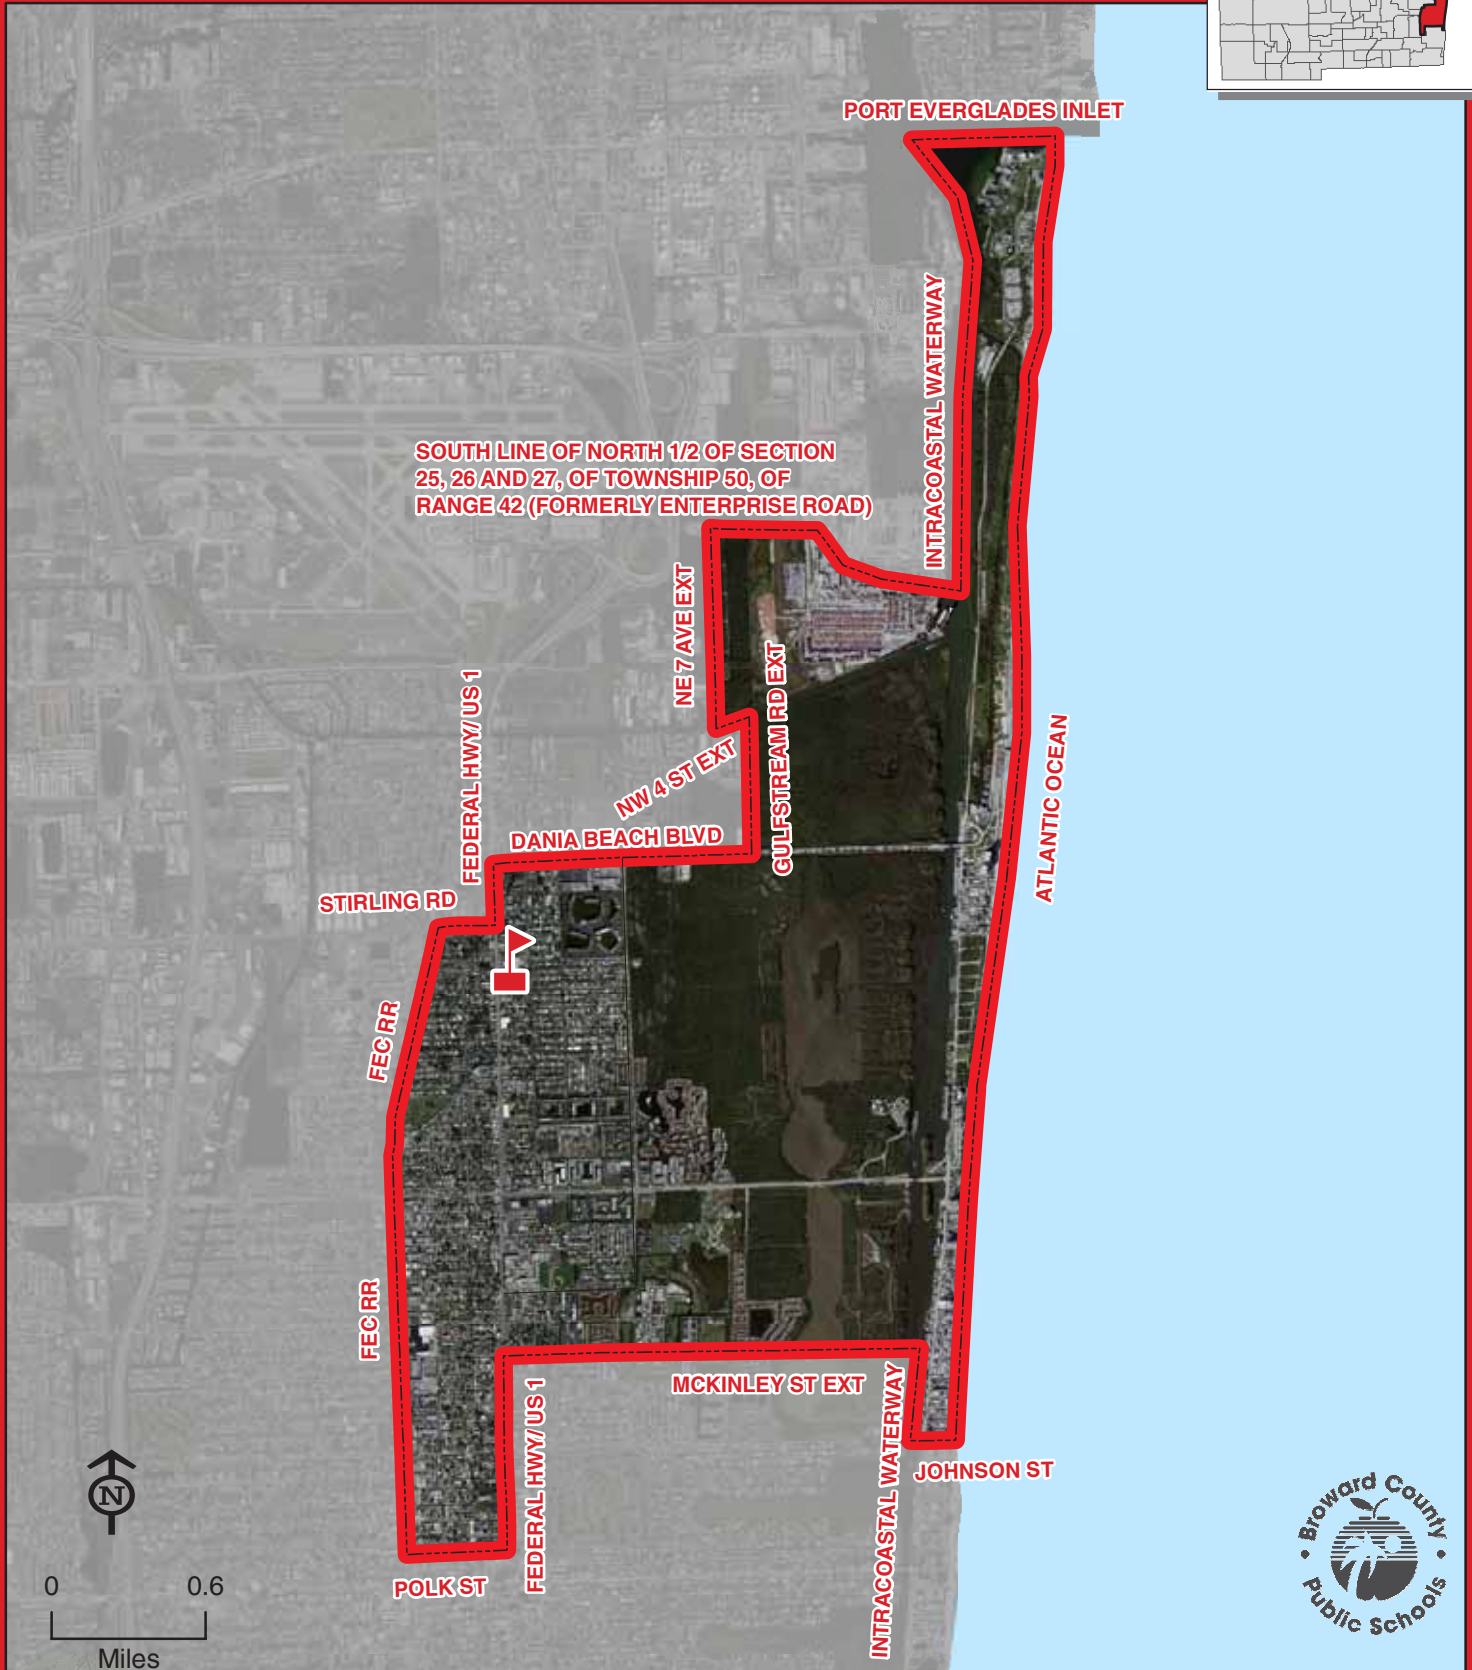 PORT EVERGLADES INLET
INTRACOASTAL WATERWAY
SOUTH LINE OF NORTH 1/2 OF SECTION
25, 26 AND 27, OF TOWNSHIP 50, OF
RANGE 42 (FORMERLY ENTERPRISE ROAD)
NE 7 AVE EXT
GULFSTREAM RD EXT
FEDERAL HWY/ US 1
NW 4 ST EXT
ATLANTIC OCEAN
DANIA BEACH BLVD
STIRLING RD
FEC RR
FEC RR
MCKINLEY ST EXT
INTRACOASTAL WATERWAY
FEDERAL HWY/ US 1
JOHNSON ST
POLK ST
N
0 0.6
Miles
Broward County
Public Schools